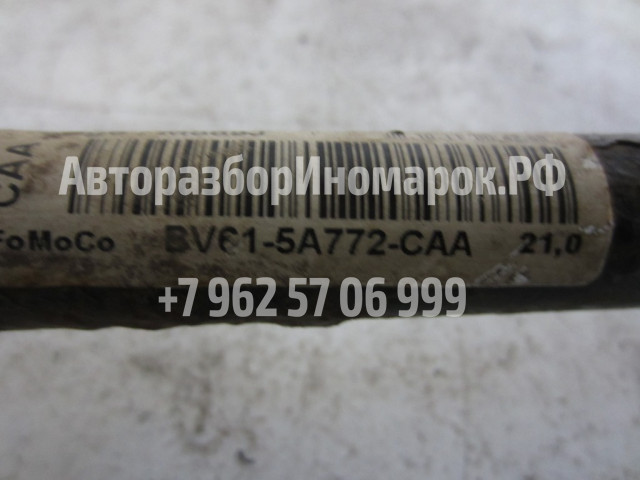 CAA
АвторазборИномарок.РФ
FoMoCo BV61-5A772-CAA 21,0
+7 962 57 06 999